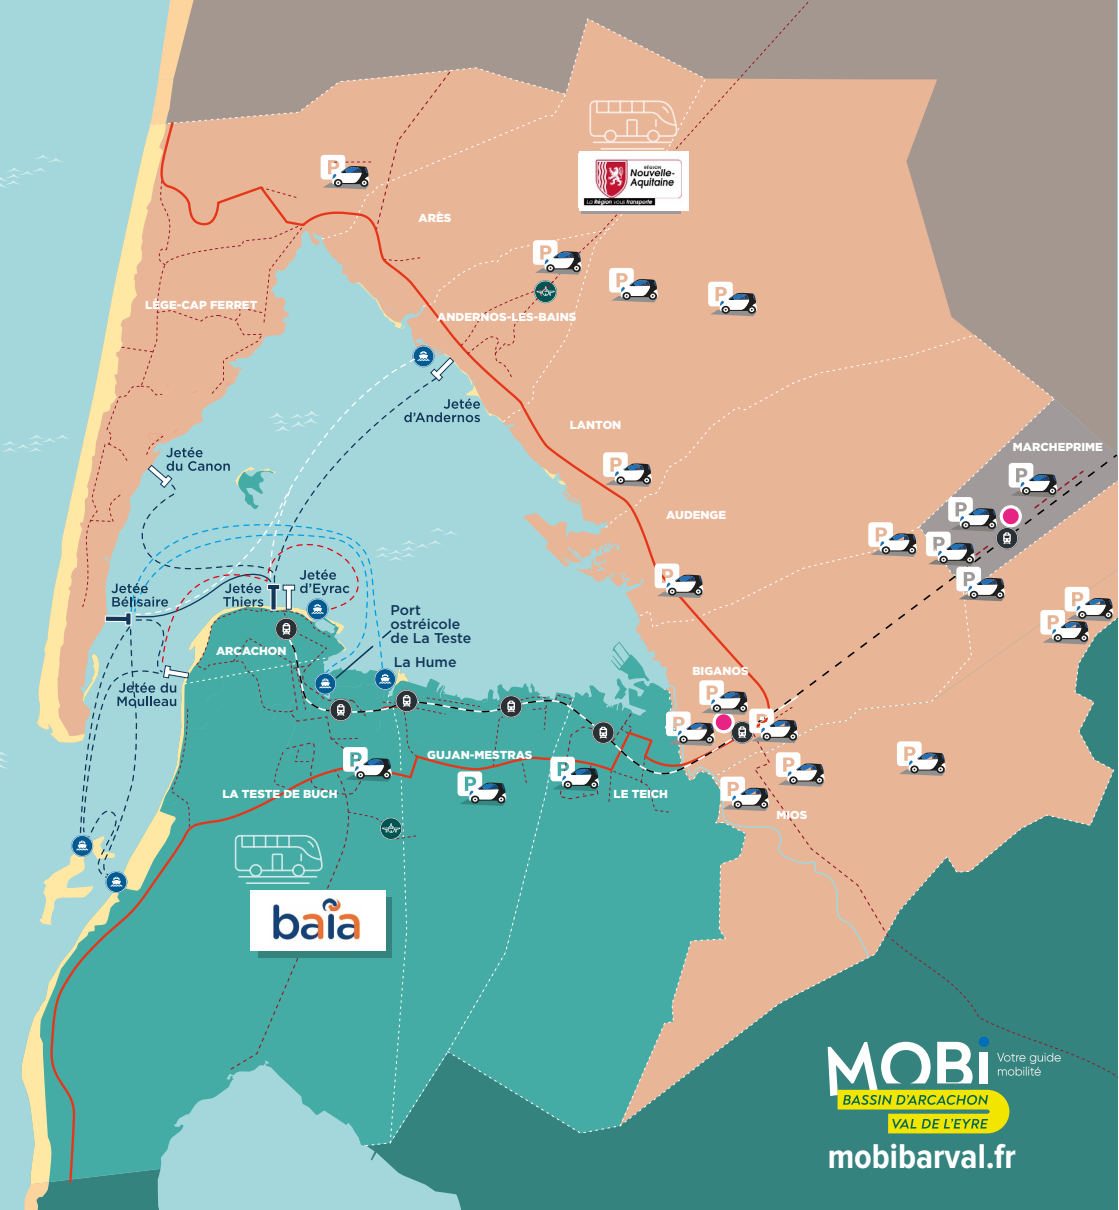 P
RÉGION
Nouvelle-
Aquitaine
La Région vous transporte
ARÈS
P
P
P
LÈGE-CAP FERRET
ANDERNOS-LES-BAINS
Jetée
d'Andernos
LANTON
MARCHEPRIME
Jetée
du Canon
P
P
P
AUDENGE
P
P
P
P
Jetée
Bélisaire
Jetée
Thiers
Jetée
d'Eyrac
P
P
Port
ostréicole
de La Teste
ARCACHON
La Hume
BIGANOS
Jetée du
Moulleau
P
P
P
GUJAN-MESTRAS
P
P
P
P
P
P
LA TESTE DE BUCH
LE TEICH
MIOS
baïa
MOBi
Votre guide
mobilité
BASSIN D'ARCACHON
VAL DE L'EYRE
mobibarval.fr